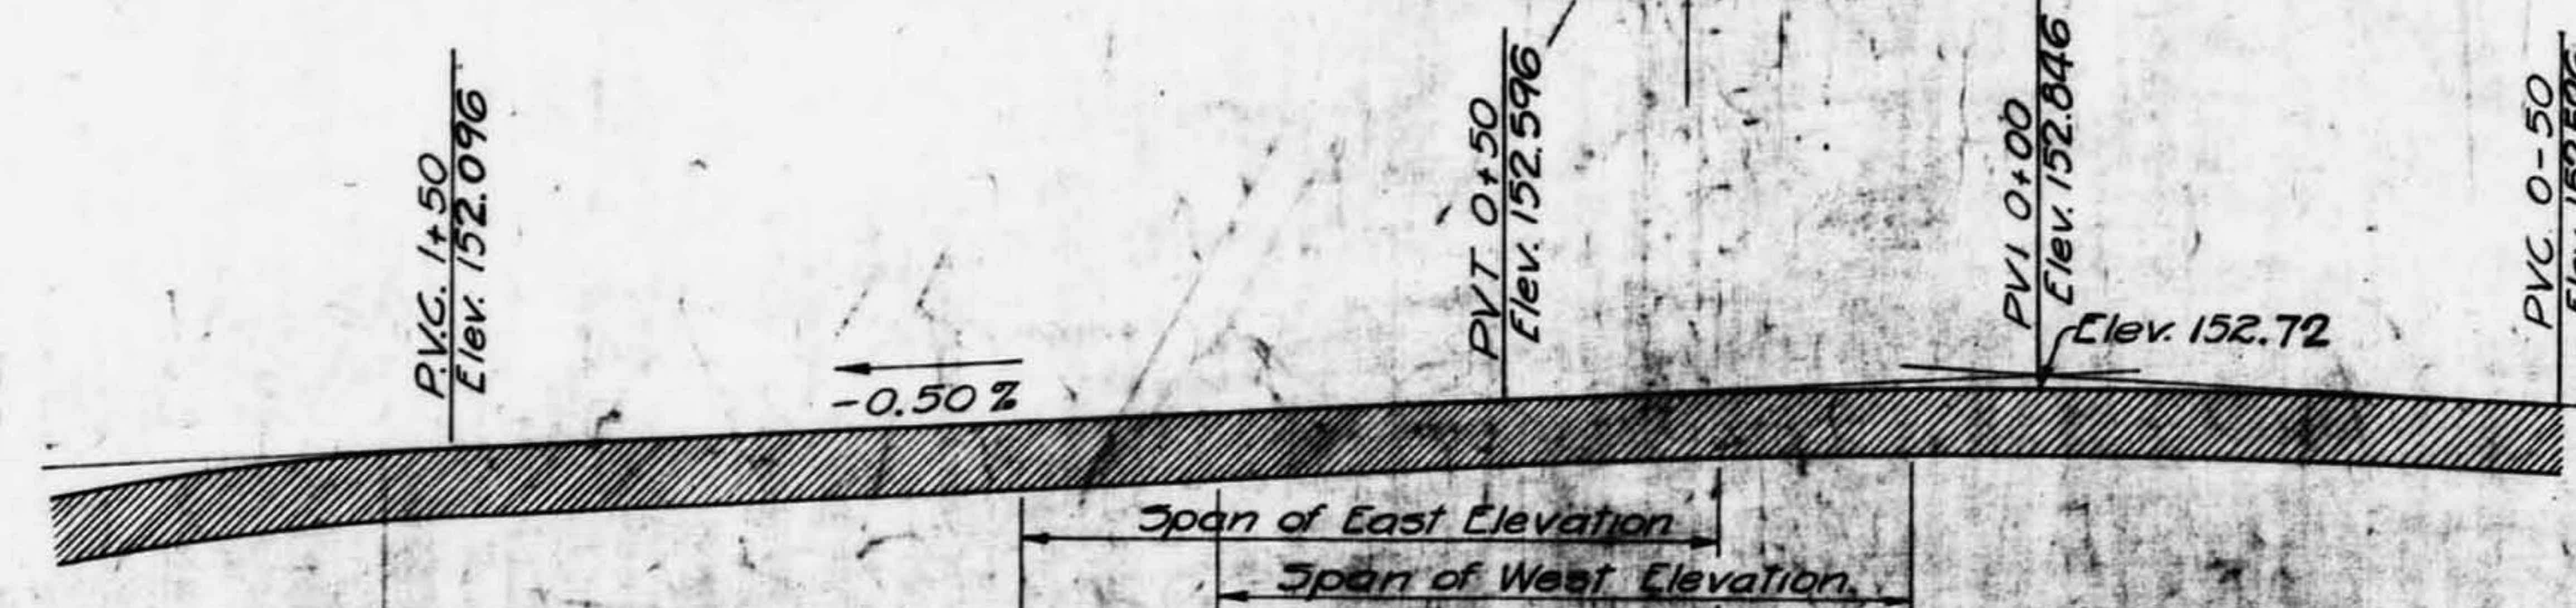 P.V.C. 1+50
Elev. 152.096
-0.50 %
PVT 0+50
Elev. 152.596
PVI 0+00
Elev. 152.846
Elev. 152.72
PVC. 0-50
Span of East Elevation
Span of West Elevation.